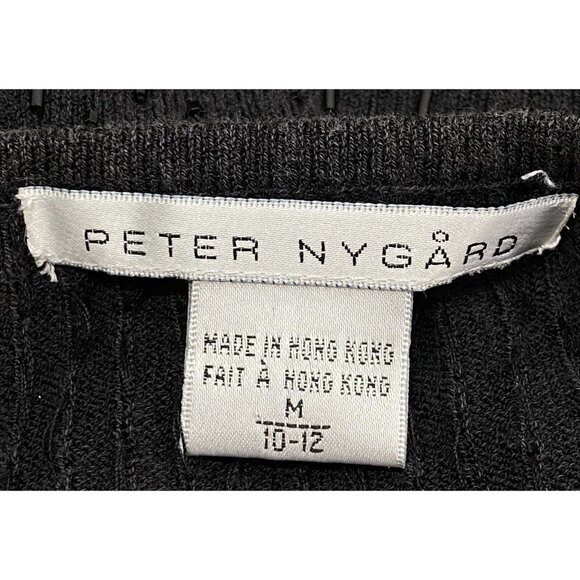 PETER NYGÅRD
MADE IN HONG KONG
FAIT À HONG KONG
M
10-12